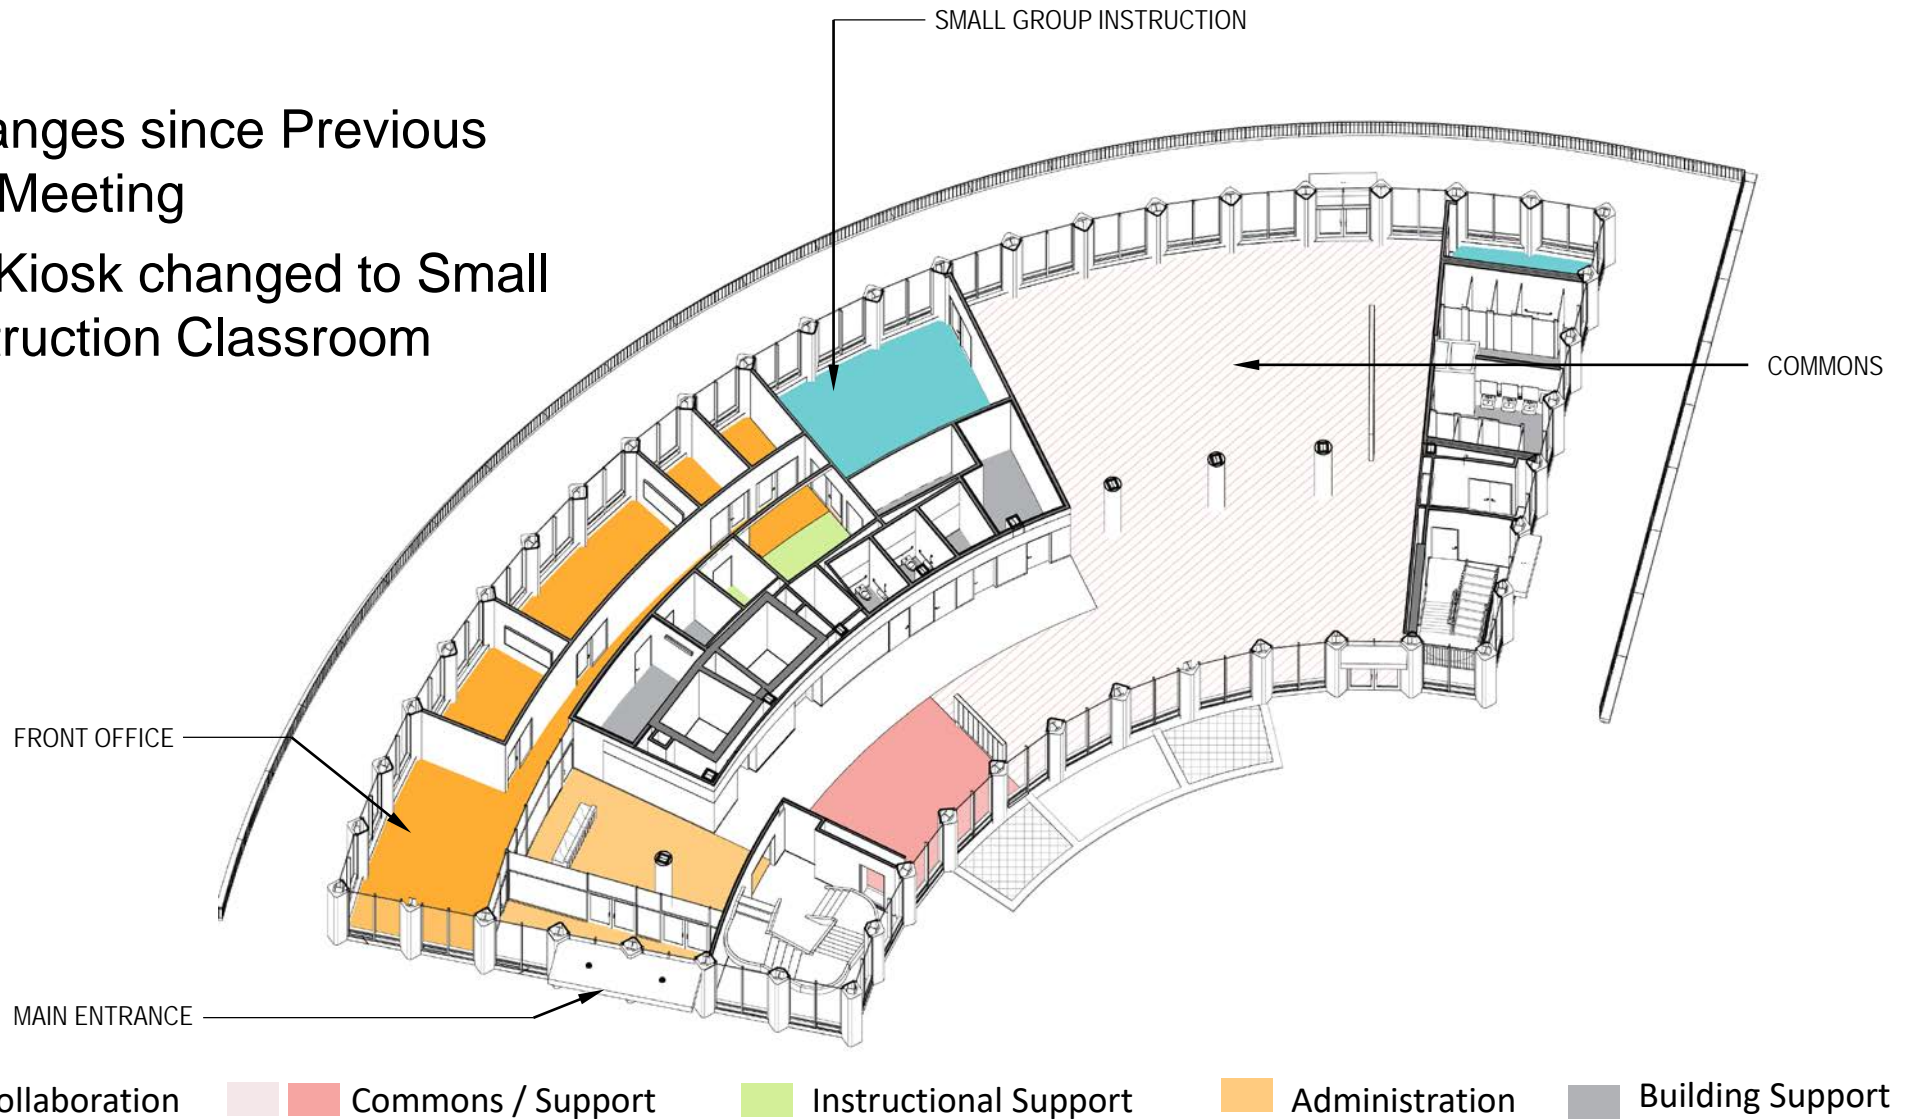 SMALL GROUP INSTRUCTION
anges since Previous
Meeting
Kiosk changed to Small
truction Classroom
COMMONS
FRONT OFFICE
MAIN ENTRANCE
ollaboration
Commons / Support
Instructional Support
Administration
Building Support